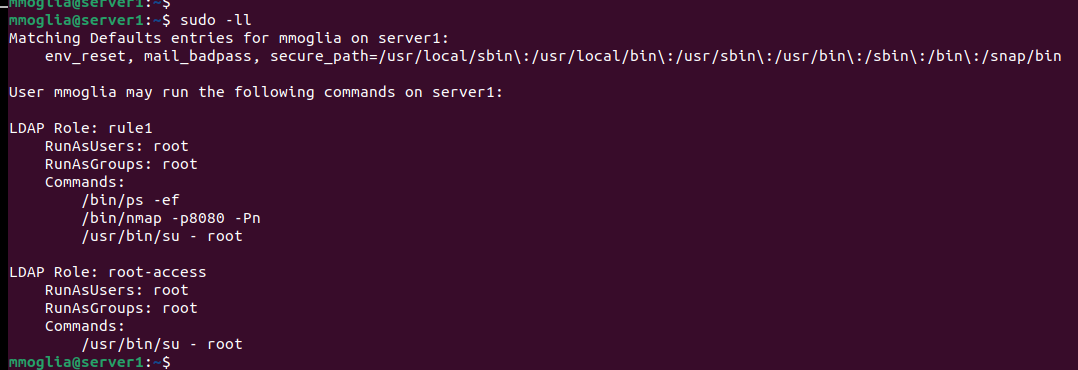 mmoglia@server1:~$
mmoglia@server1:~$ sudo -ll
Matching Defaults entries for mmoglia on server1:
    env_reset, mail_badpass, secure_path=/usr/local/sbin\:/usr/local/bin\:/usr/sbin\:/usr/bin\:/sbin\:/bin\:/snap/bin

User mmoglia may run the following commands on server1:

LDAP Role: rule1
    RunAsUsers: root
    RunAsGroups: root
    Commands:
        /bin/ps -ef
        /bin/nmap -p8080 -Pn
        /usr/bin/su - root

LDAP Role: root-access
    RunAsUsers: root
    RunAsGroups: root
    Commands:
        /usr/bin/su - root
mmoglia@server1:~$